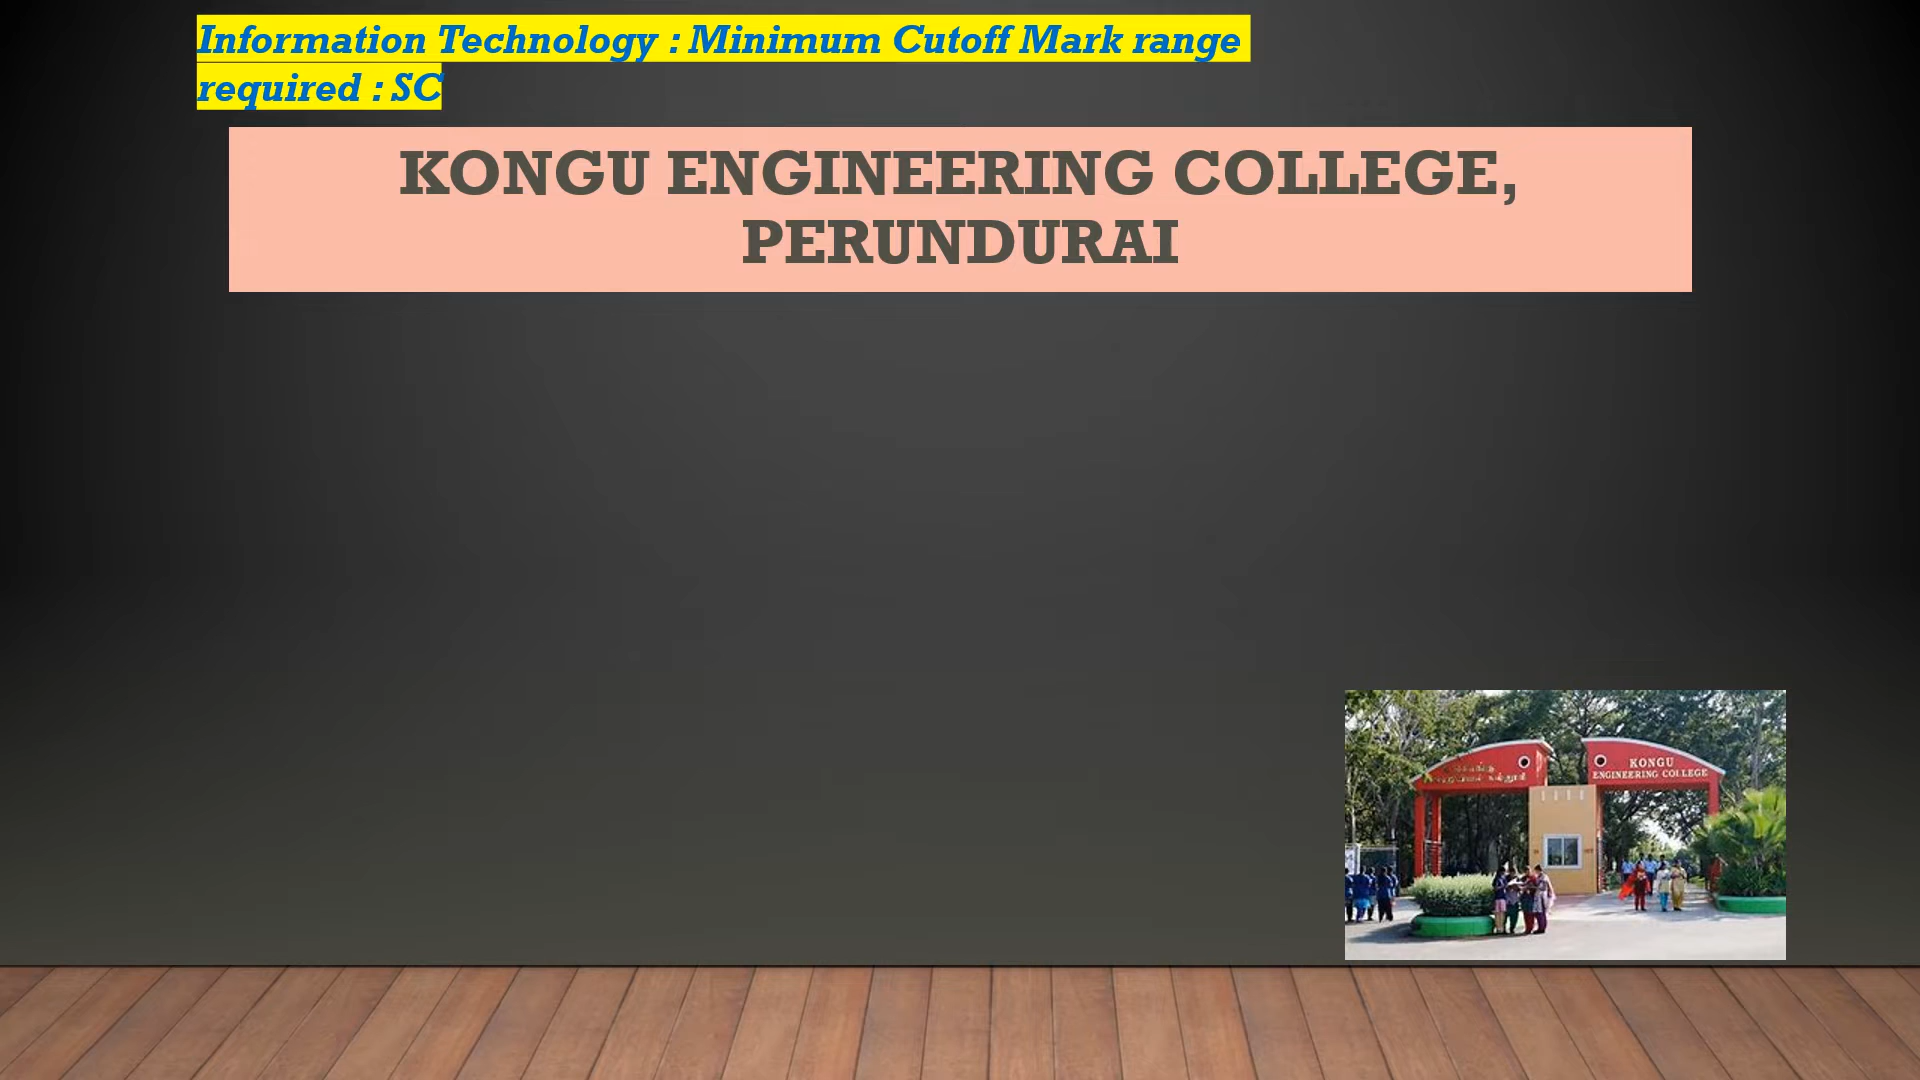 Information Technology : Minimum Cutoff Mark range
required : SC
KONGU ENGINEERING COLLEGE,
PERUNDURAI
KONGU
ENGINEERING COLLEGE